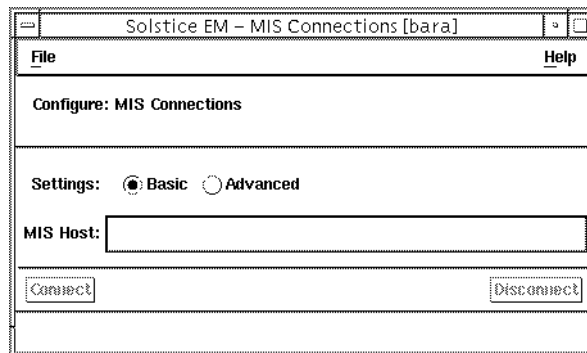 Solstice EM – MIS Connections [bara]
File Help
Configure: MIS Connections
Settings: Basic Advanced
MIS Host:
Connect Disconnect